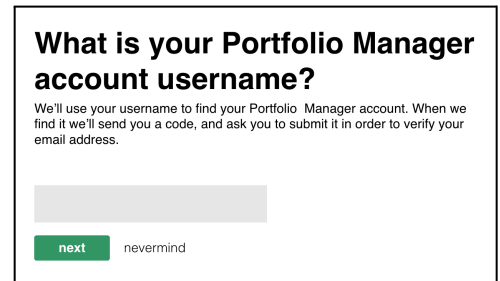 What is your Portfolio Manager
account username?
We'll use your username to find your Portfolio  Manager account. When we
find it we'll send you a code, and ask you to submit it in order to verify your
email address.
next nevermind